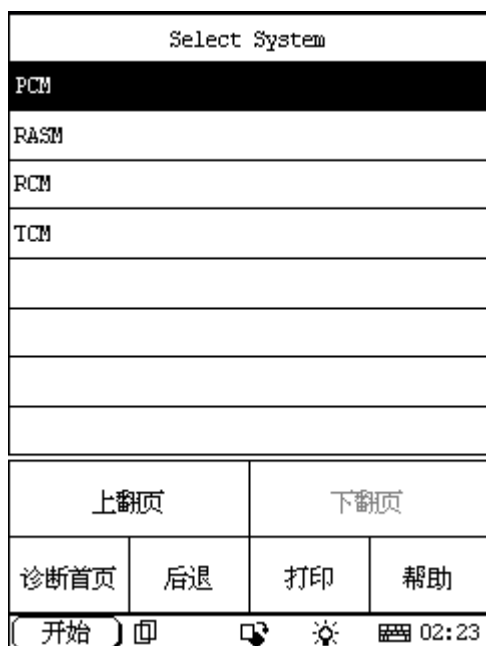 Select System
PCM
RASM
RCM
TCM
上翻页 下翻页
诊断首页 后退 打印 帮助
开始 02:23